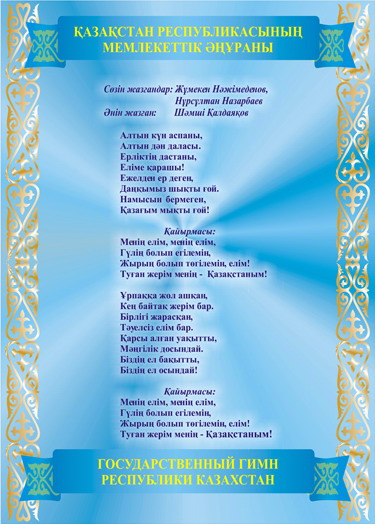 ҚАЗАҚСТАН РЕСПУБЛИКАСЫНЫҢ
МЕМЛЕКЕТТІК ӘНҰРАНЫ
Сөзін жазғандар: Жұмекен Нәжімеденов,
Нұрсұлтан Назарбаев
Әнін жазған: Шәмші Қалдаяқов
Алтын күн аспаны,
Алтын дән даласы.
Ерліктің дастаны,
Еліме қарашы!
Ежелден ер деген,
Даңқымыз шықты ғой.
Намысын бермеген,
Қазағым мықты ғой!
Қайырмасы:
Менің елім, менің елім,
Гүлің болып егілемін,
Жырың болып төгілемін, елім!
Туған жерім менің - Қазақстаным!
Ұрпаққа жол ашқан,
Кең байтақ жерім бар.
Бірлігі жарасқан,
Тәуелсіз елім бар.
Қарсы алған уақытты,
Мәңгілік досындай.
Біздің ел бақытты,
Біздің ел осындай!
Қайырмасы:
Менің елім, менің елім,
Гүлің болып егілемін,
Жырың болып төгілемін, елім!
Туған жерім менің - Қазақстаным!
ГОСУДАРСТВЕННЫЙ ГИМН
РЕСПУБЛИКИ КАЗАХСТАН